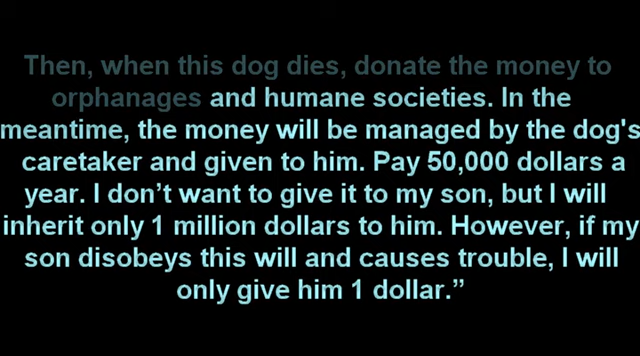 Then, when this dog dies, donate the money to
orphanages and humane societies. In the
meantime, the money will be managed by the dog's
caretaker and given to him. Pay 50,000 dollars a
year. I don’t want to give it to my son, but I will
inherit only 1 million dollars to him. However, if my
son disobeys this will and causes trouble, I will
only give him 1 dollar.”